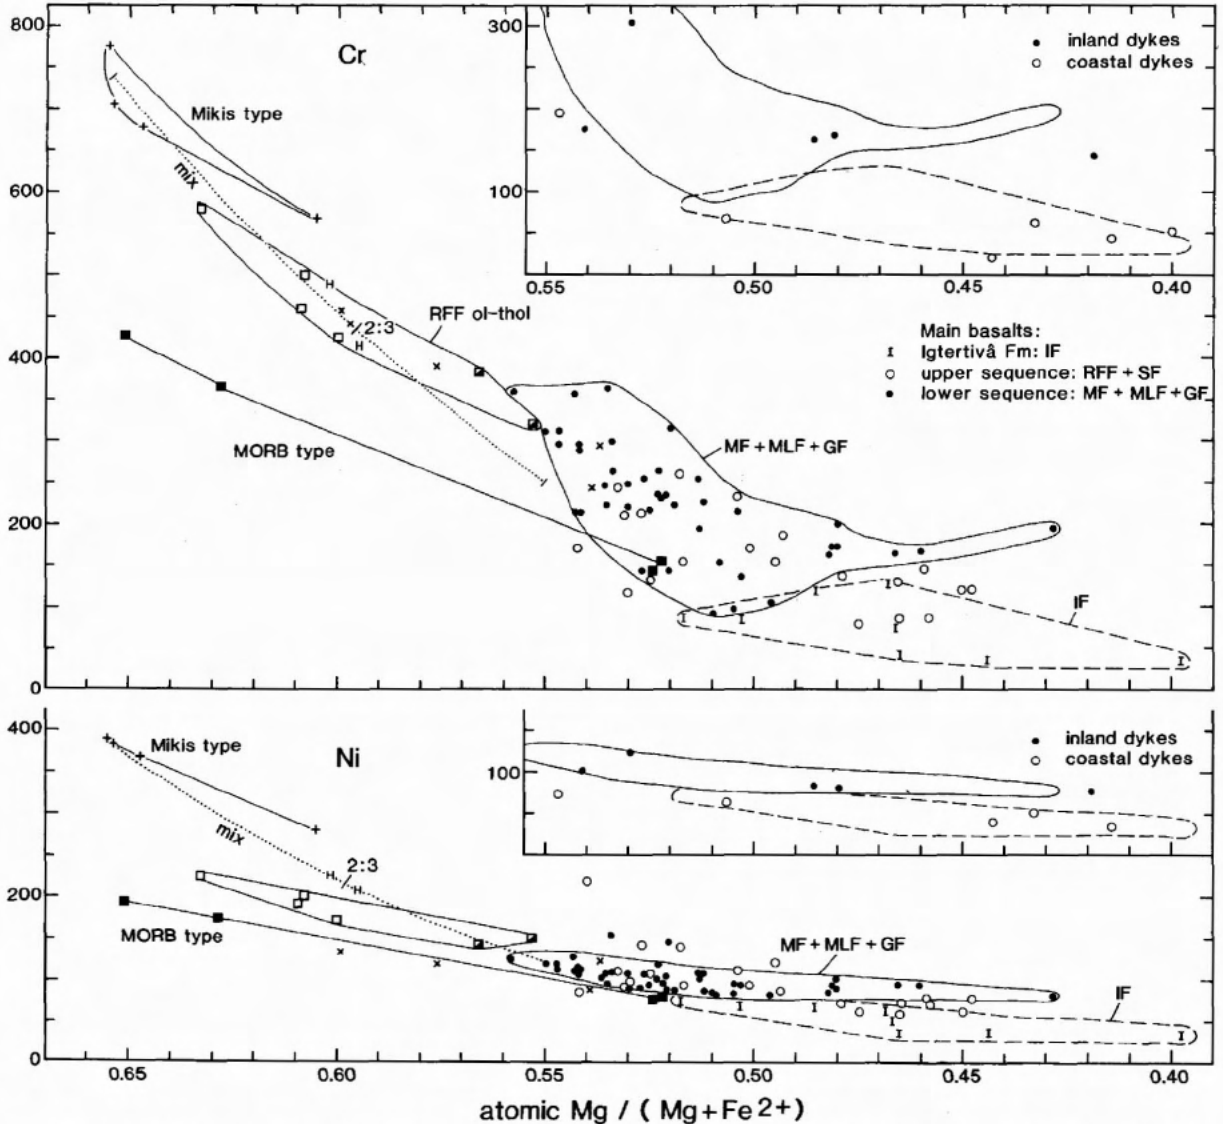 800
600
400
200
0
Cr
Mikis type
mix
2:3
RFF ol-thol
MORB type
MF+MLF+GF
IF
300
100
inland dykes
coastal dykes
0.55
0.50
0.45
0.40
Main basalts:
I Igtertivâ Fm: IF
upper sequence: RFF+SF
lower sequence: MF+MLF+GF
400
200
0
Ni
Mikis type
mix
2:3
MORB type
MF+MLF+GF
IF
100
inland dykes
coastal dykes
0.65
0.60
0.55
0.50
0.45
0.40
atomic Mg / ( Mg+Fe2+)